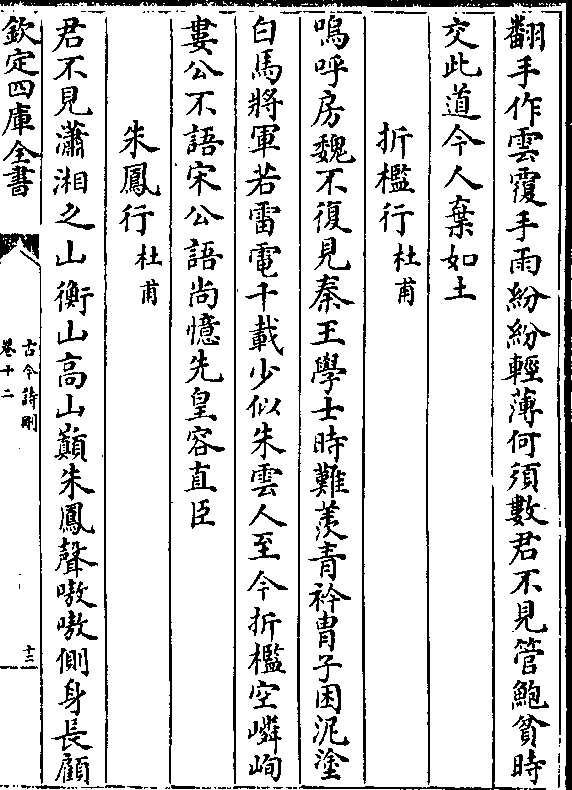 翻手作雲覆手雨紛紛輕薄何須數君不見管鮑貧時
交此道今人棄如土
折檻行杜甫
嗚呼房魏不復見秦王學士時難羨青衿胄子困泥塗
白馬將軍若雷電千載少似朱雲人至今折檻空嶙峋
婁公不語宋公語尚憶先皇容直臣
朱鳳行杜甫
君不見瀟湘之山衡山高山巔朱鳳聲嗷嗷側身長顧
欽定四庫全書
古今詩刪
卷十二
十三